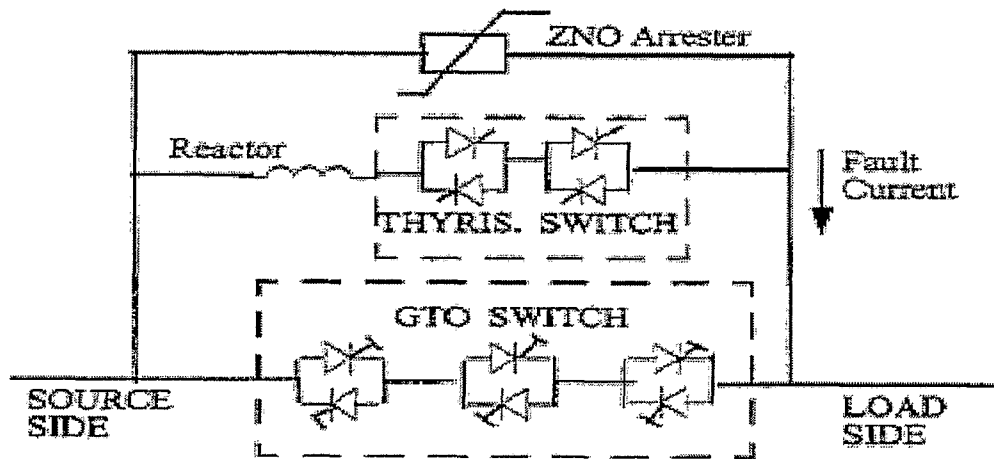 ZNO Arrester
Reactor
Fault
Current
THYRIS. SWITCH
GTO SWITCH
SOURCE
SIDE
LOAD
SIDE